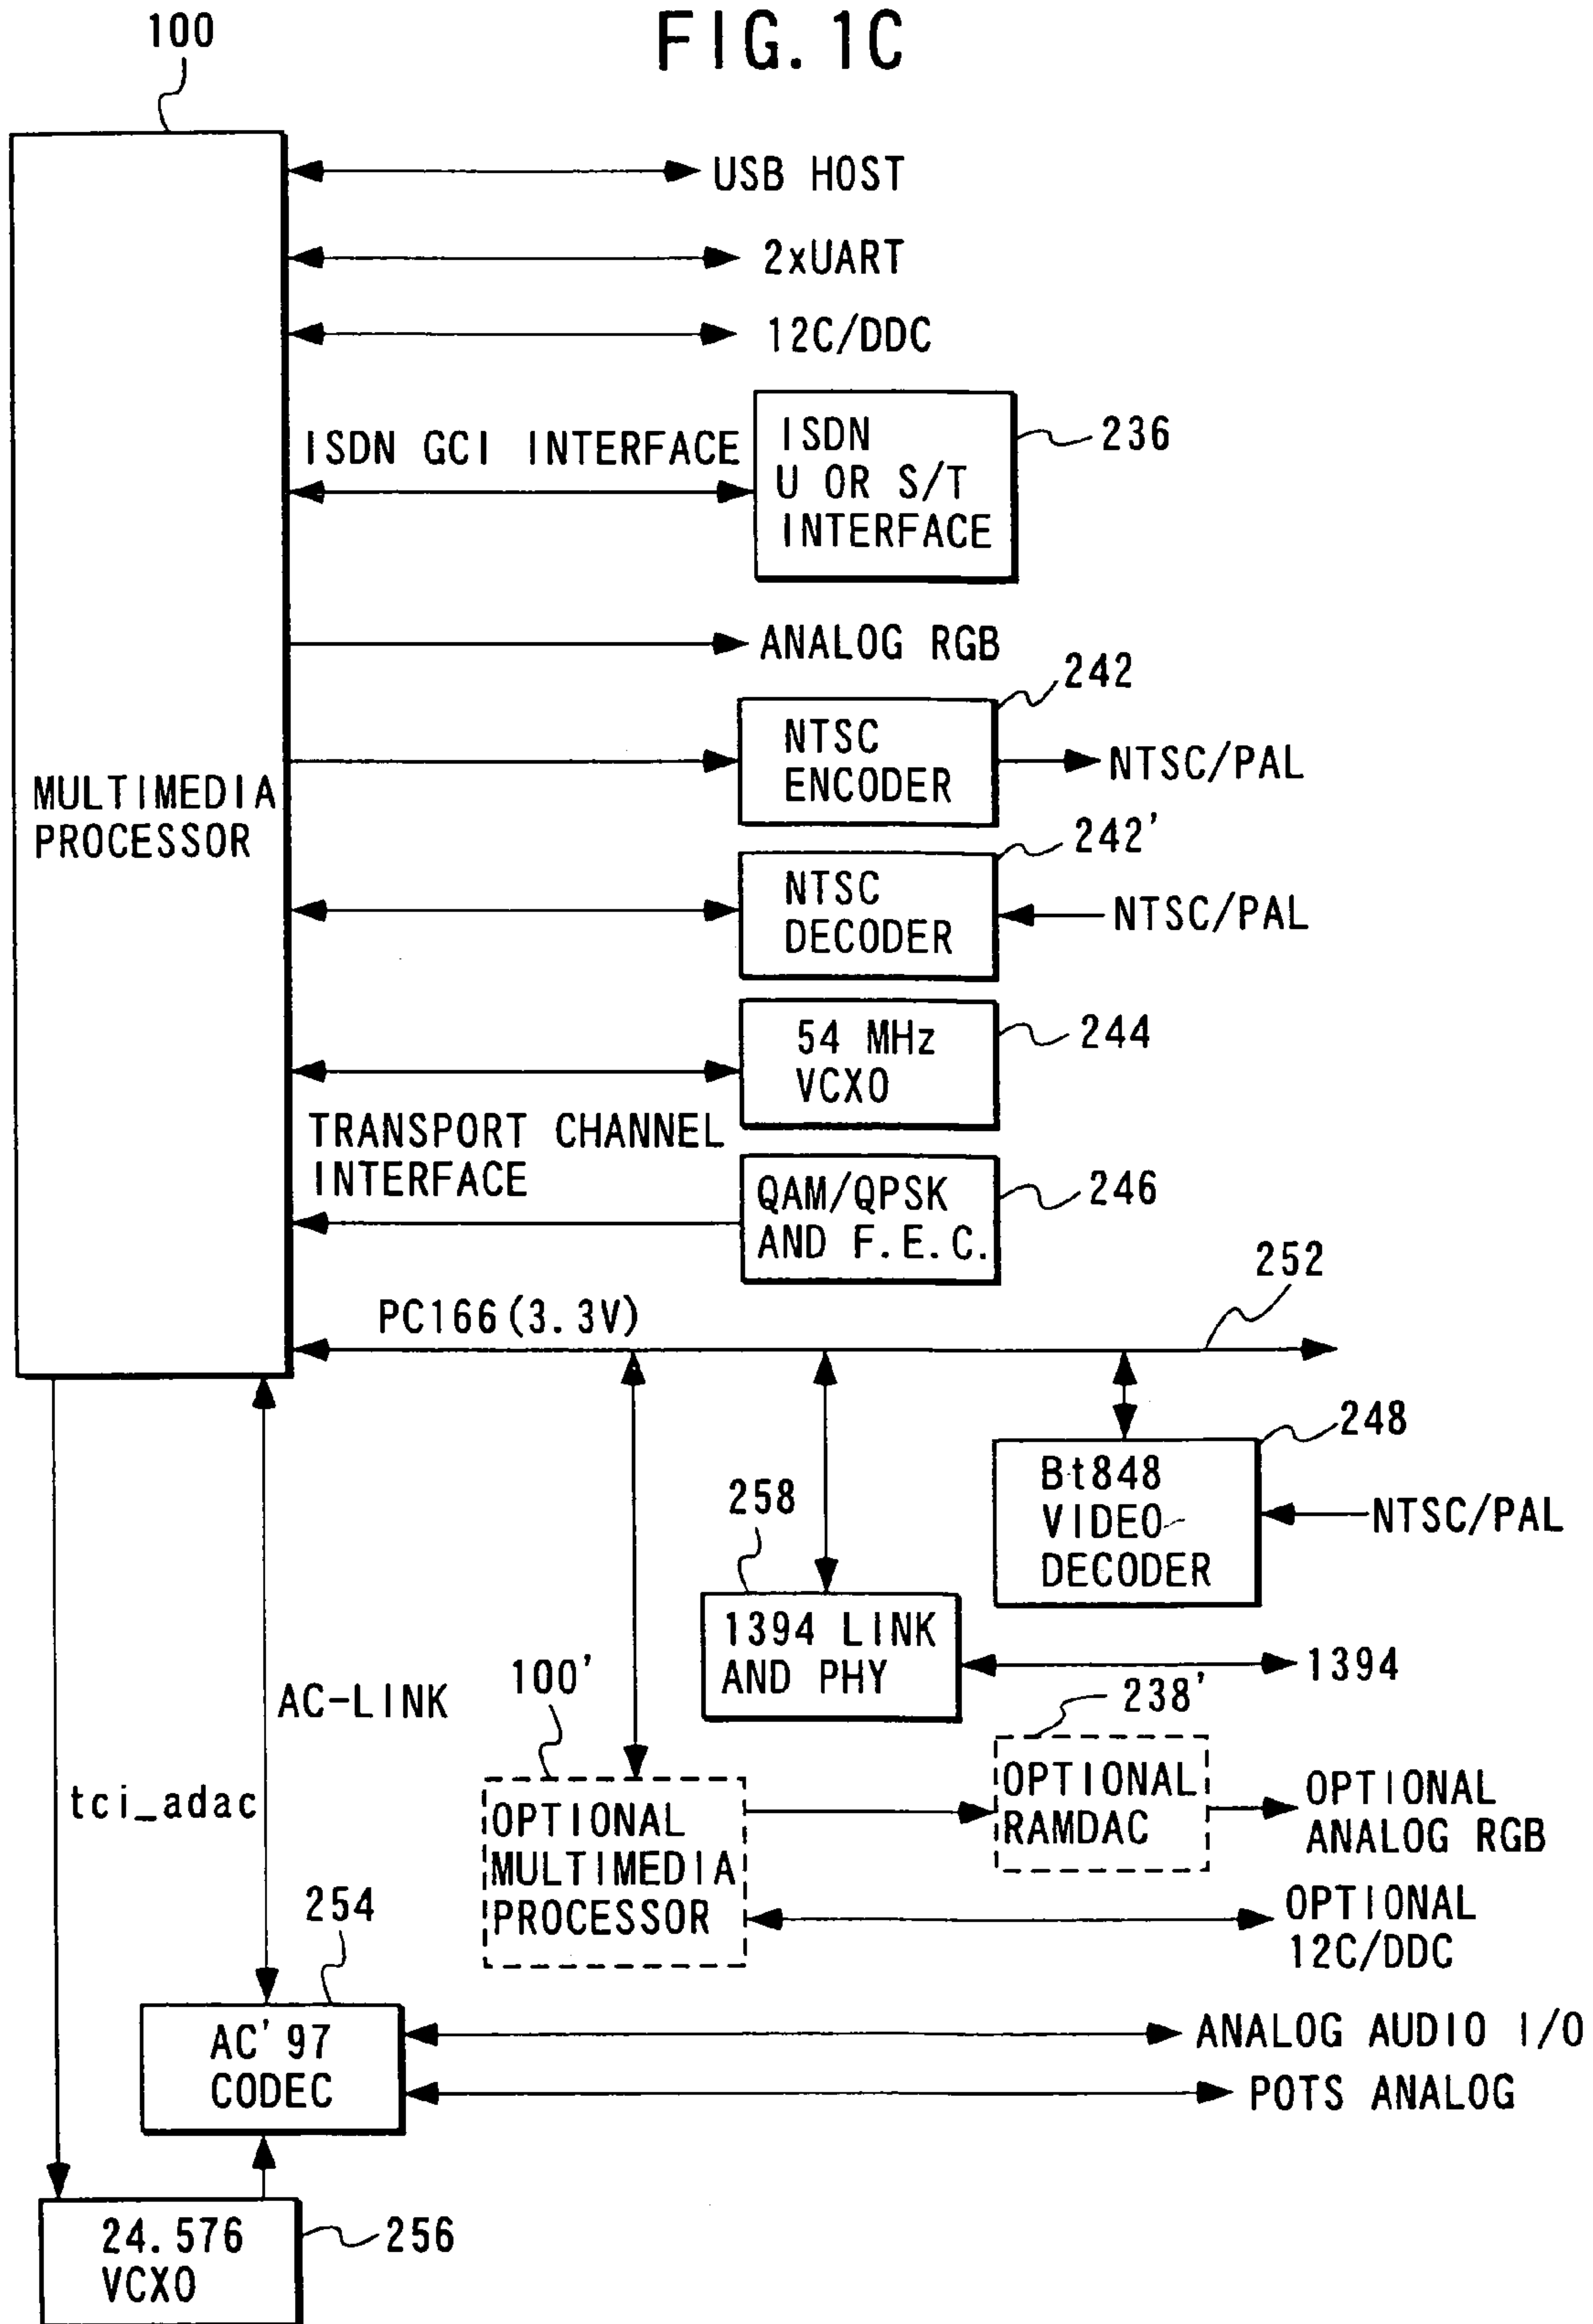 FIG. 1C
100
USB HOST
2xUART
12C/DDC
ISDN GCI INTERFACE
ISDN
U OR S/T
INTERFACE
236
ANALOG RGB
242
NTSC
ENCODER
NTSC/PAL
MULTIMEDIA
PROCESSOR
242'
NTSC
DECODER
NTSC/PAL
54 MHz
VCXO
244
TRANSPORT CHANNEL
INTERFACE
QAM/QPSK
AND F.E.C.
246
252
PC166(3.3V)
248
Bt848
VIDEO
DECODER
NTSC/PAL
258
1394 LINK
AND PHY
1394
100'
238'
AC-LINK
tci_adac
OPTIONAL
MULTIMEDIA
PROCESSOR
OPTIONAL
RAMDAC
OPTIONAL
ANALOG RGB
OPTIONAL
12C/DDC
254
AC'97
CODEC
ANALOG AUDIO I/O
POTS ANALOG
24.576
VCXO
256